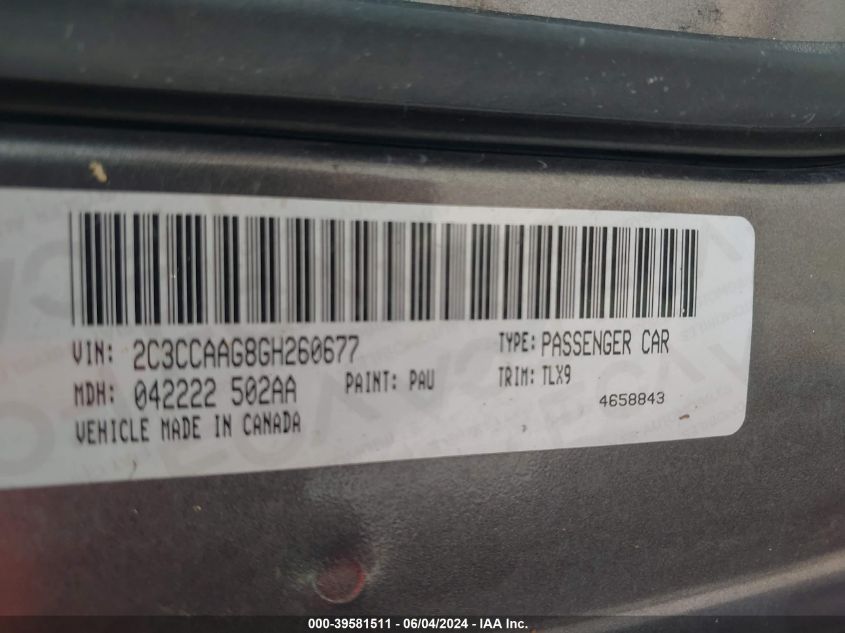 VIN: 2C3CCAAG8GH260677 TYPE: PASSENGER CAR
MDH: 042222 502AA PAINT: PAU TRIM: TLX9
4658843
VEHICLE MADE IN CANADA
000-39581511 - 06/04/2024 - IAA, Inc.